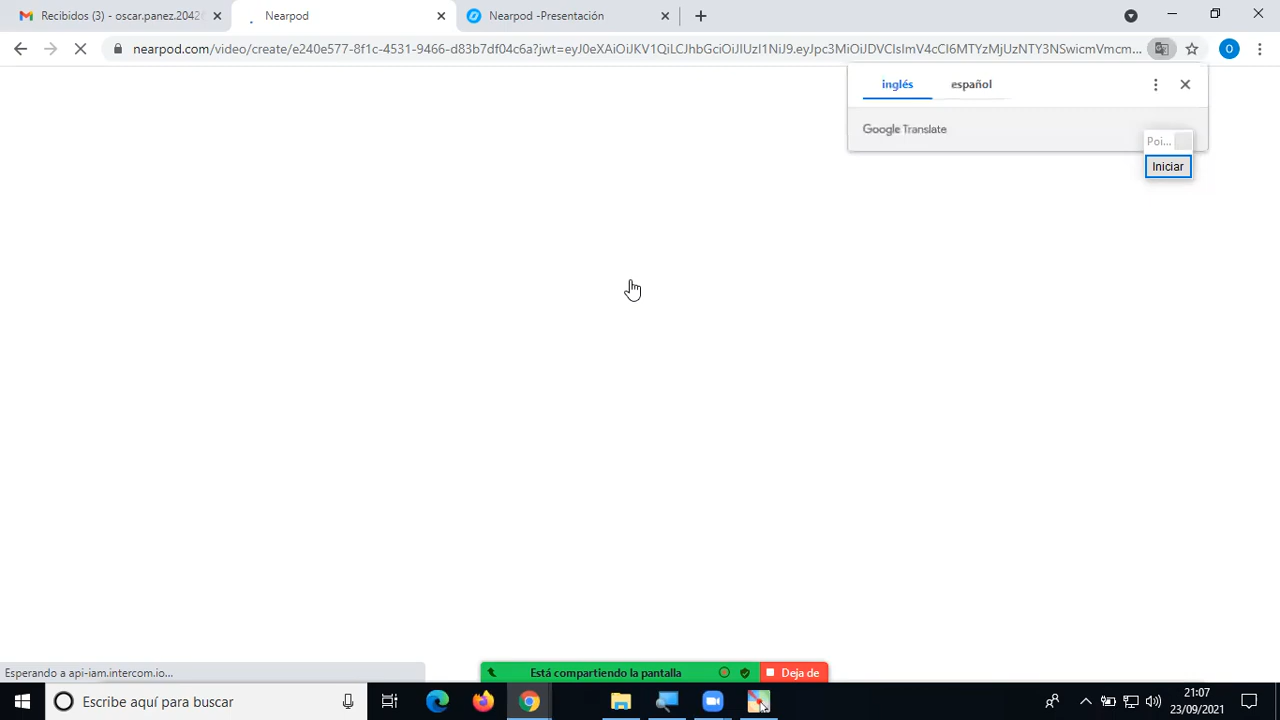 Recibidos (3) - oscar.panez.2042
Nearpod
Nearpod -Presentación
nearpod.com/video/create/e240e577-8f1c-4531-9466-d83b7df04c6a?jwt=eyJ0eXAiOiJKV1QiLCJhbGciOiJIUzI1NiJ9.eyJpc3MiOiJDVCIsImV4cCI6MTYzMjUzNTY3NSwicmVmcm...
O
inglés español
Google Translate
Poi...
Iniciar
Esperando a api-iam.intercom.io...
Está compartiendo la pantalla
Deja de
Escribe aquí para buscar
21:07
23/09/2021